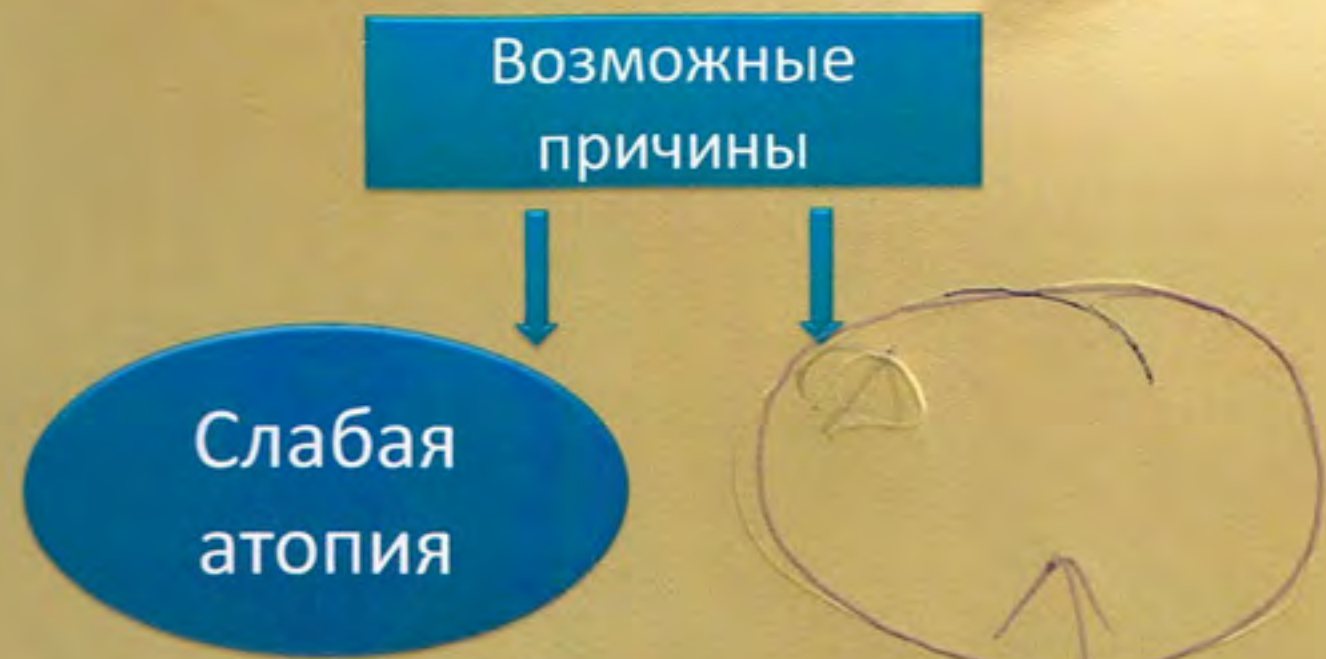 Возможные
причины
Слабая
атопия